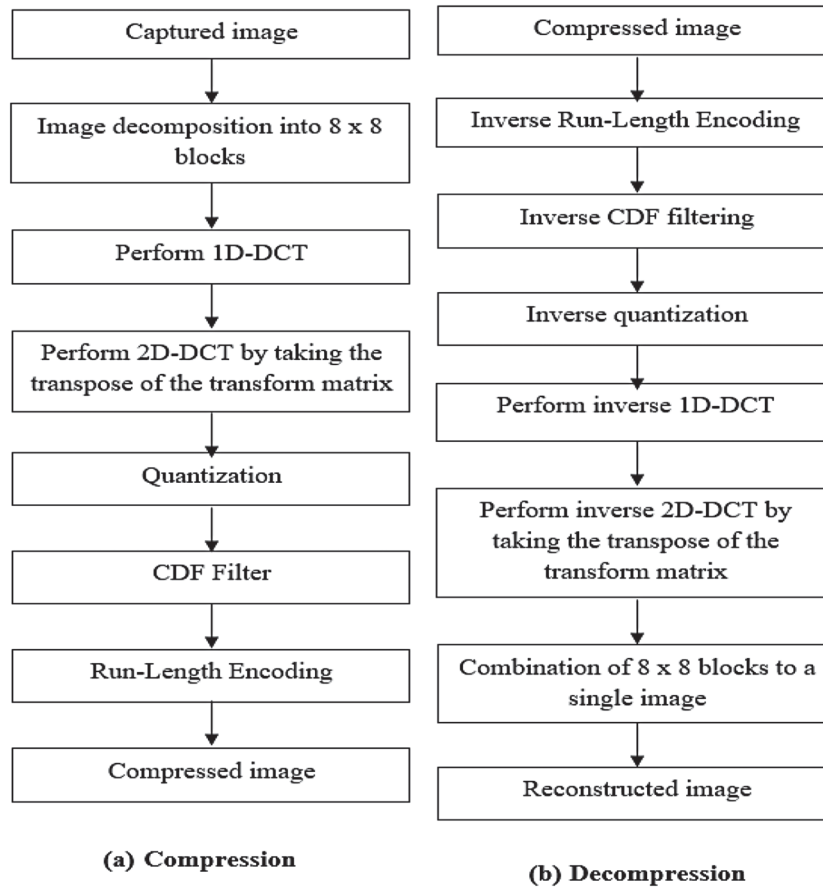 Captured image
Image decomposition into 8 x 8
blocks
Perform 1D-DCT
Perform 2D-DCT by taking the
transpose of the transform matrix
Quantization
CDF Filter
Run-Length Encoding
Compressed image
(a) Compression
Compressed image
Inverse Run-Length Encoding
Inverse CDF filtering
Inverse quantization
Perform inverse 1D-DCT
Perform inverse 2D-DCT by
taking the transpose of the
transform matrix
Combination of 8 x 8 blocks to a
single image
Reconstructed image
(b) Decompression